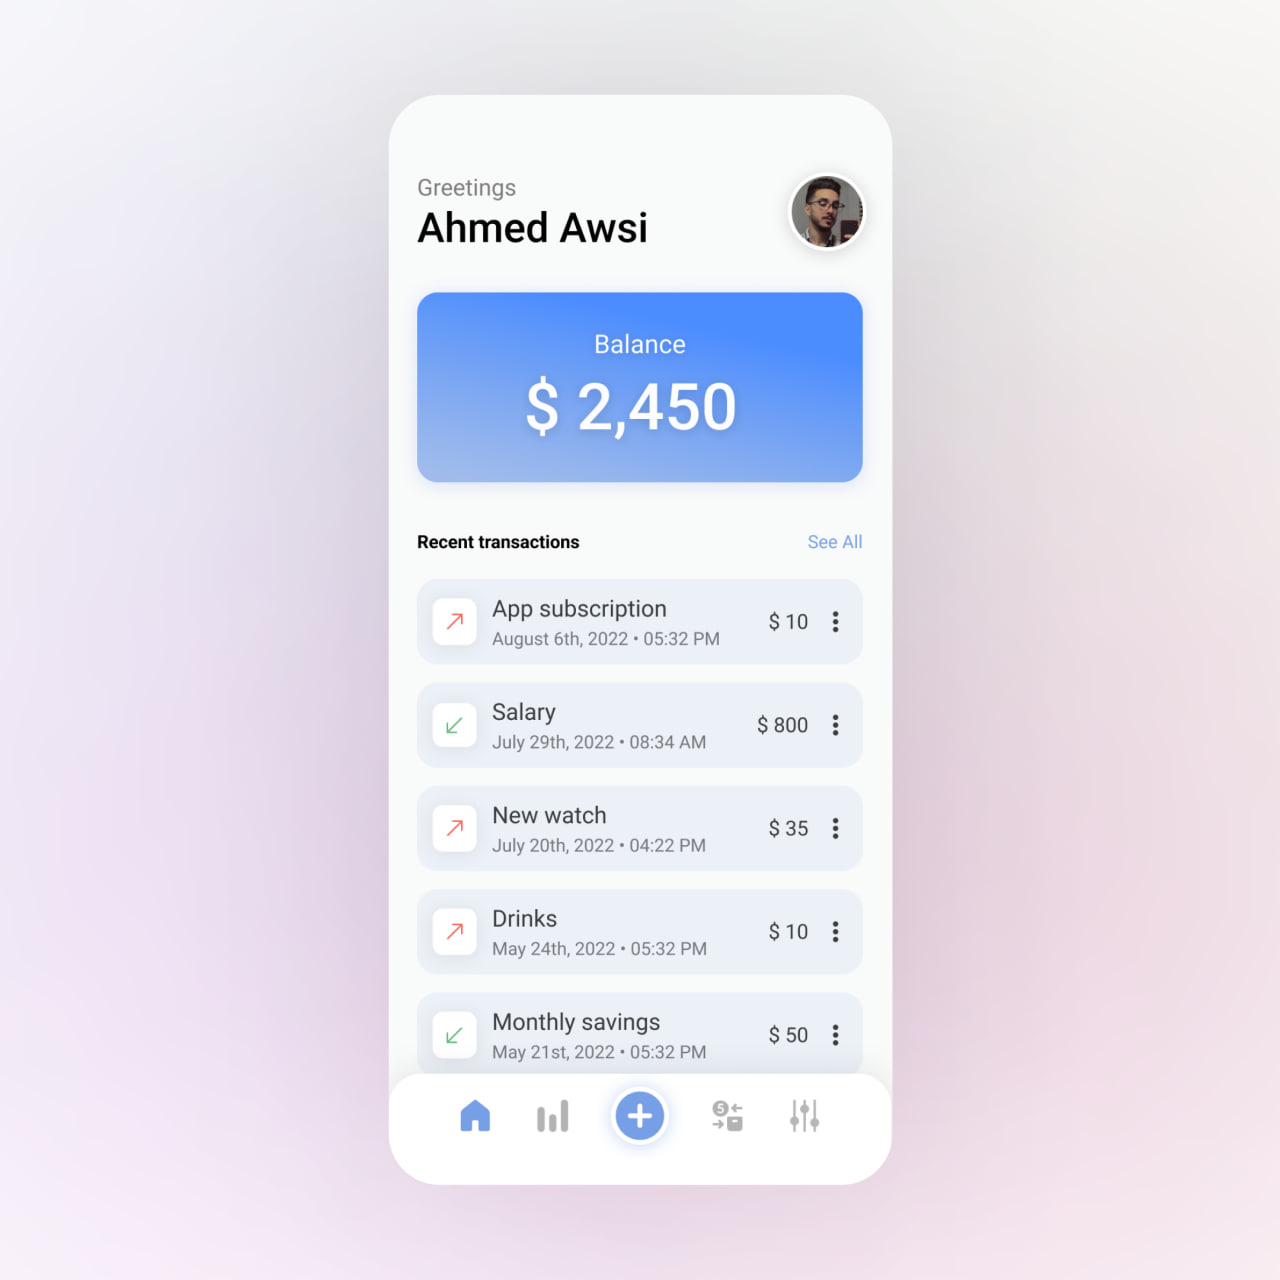 Greetings
Ahmed Awsi
Balance
$ 2,450
Recent transactions
See All
App subscription
August 6th, 2022 • 05:32 PM
$ 10
Salary
July 29th, 2022 • 08:34 AM
$ 800
New watch
July 20th, 2022 • 04:22 PM
$ 35
Drinks
May 24th, 2022 • 05:32 PM
$ 10
Monthly savings
May 21st, 2022 • 05:32 PM
$ 50